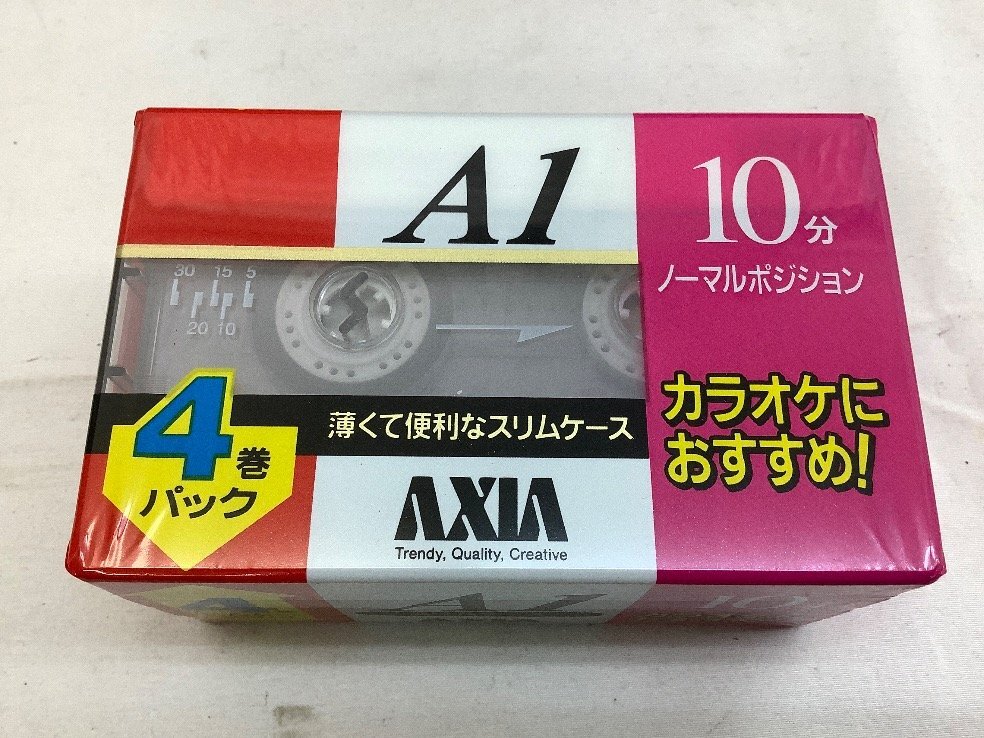 A1
10分
ノーマルポジション
30 15 5
20 10
カラオケに
おすすめ!
4巻
パック
薄くて便利なスリムケース
AXIA
Trendy, Quality, Creative
A1
10